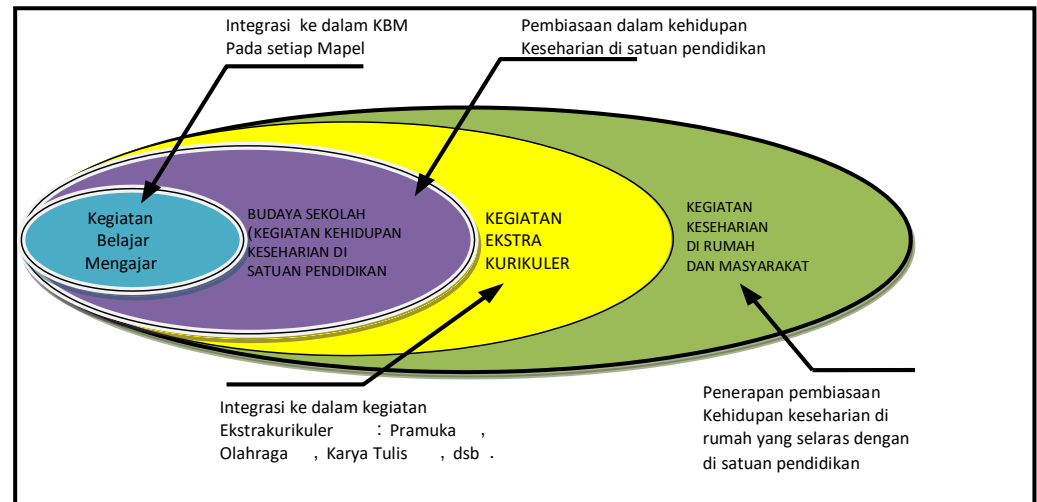 Integrasi ke dalam KBM
Pada setiap Mapel
Pembiasaan dalam kehidupan
Keseharian di satuan pendidikan
Kegiatan
Belajar
Mengajar
BUDAYA SEKOLAH
(KEGIATAN KEHIDUPAN
KESEHARIAN DI
SATUAN PENDIDIKAN
KEGIATAN
EKSTRA
KURIKULER
KEGIATAN
KESEHARIAN
DI RUMAH
DAN MASYARAKAT
Integrasi ke dalam kegiatan
Ekstrakurikuler : Pramuka ,
Olahraga , Karya Tulis , dsb .
Penerapan pembiasaan
Kehidupan keseharian di
rumah yang selaras dengan
di satuan pendidikan